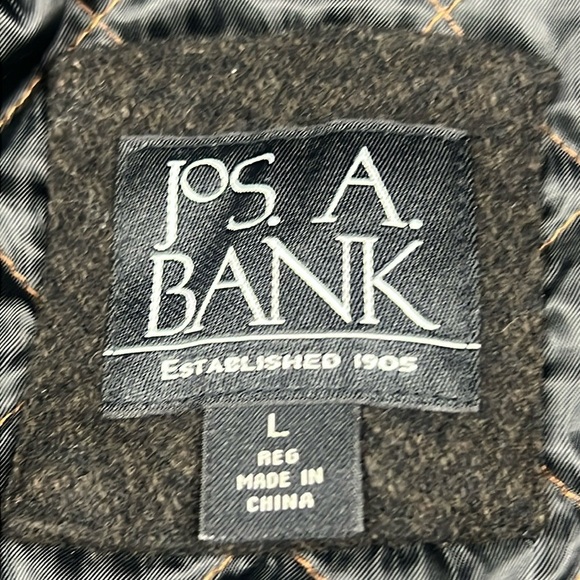 JoS. A.
BANK
ESTABLISHED 1905
L
REG
MADE IN
CHINA